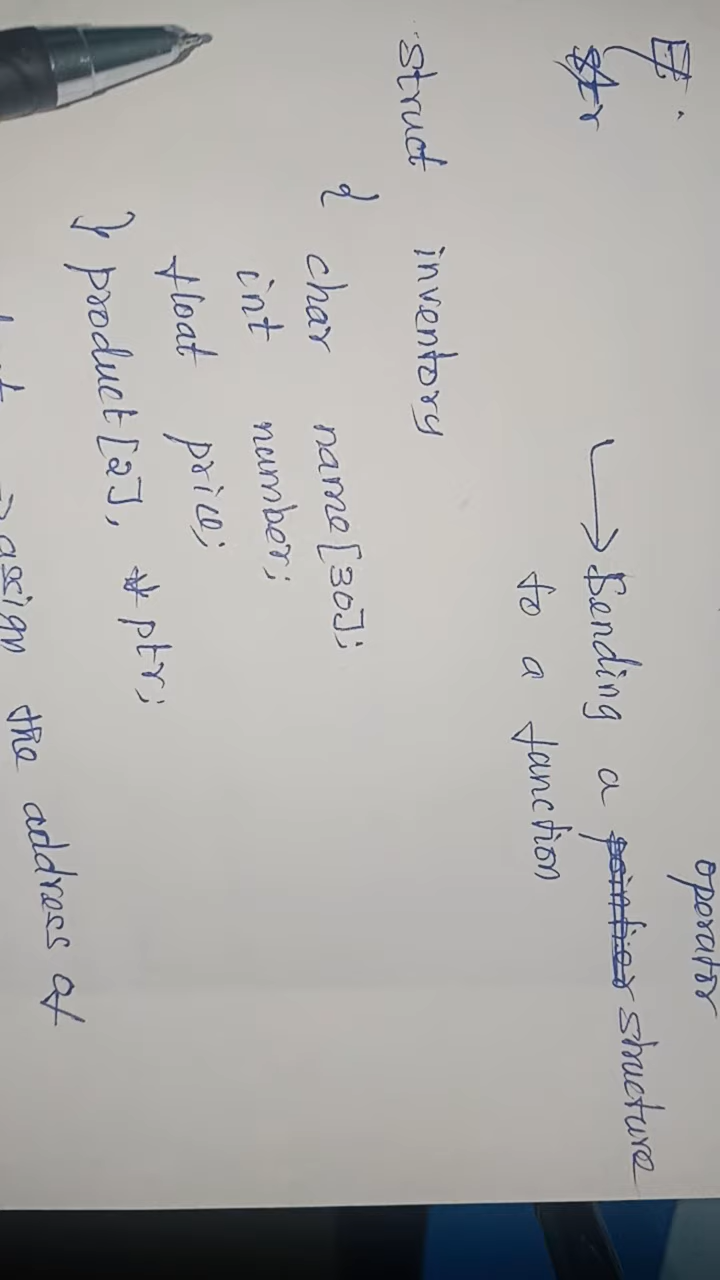 operator
→ Sending a structure
to a function
struct inventory
{ char name[30];
int number;
float price;
} product[2], *ptr;
→ assign the address of